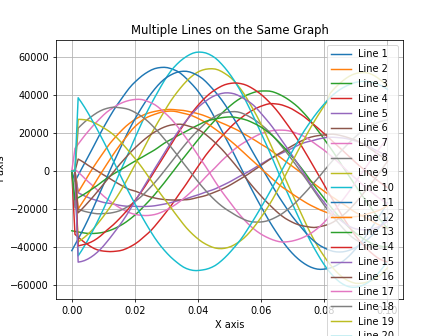 Multiple Lines on the Same Graph
60000
40000
20000
0
−20000
−40000
−60000
0.00
0.02
0.04
0.06
X axis
axis
Line 1
Line 2
Line 3
Line 4
Line 5
Line 6
Line 7
Line 8
Line 9
Line 10
Line 11
Line 12
Line 13
Line 14
Line 15
Line 16
Line 17
Line 18
Line 19
Line 20